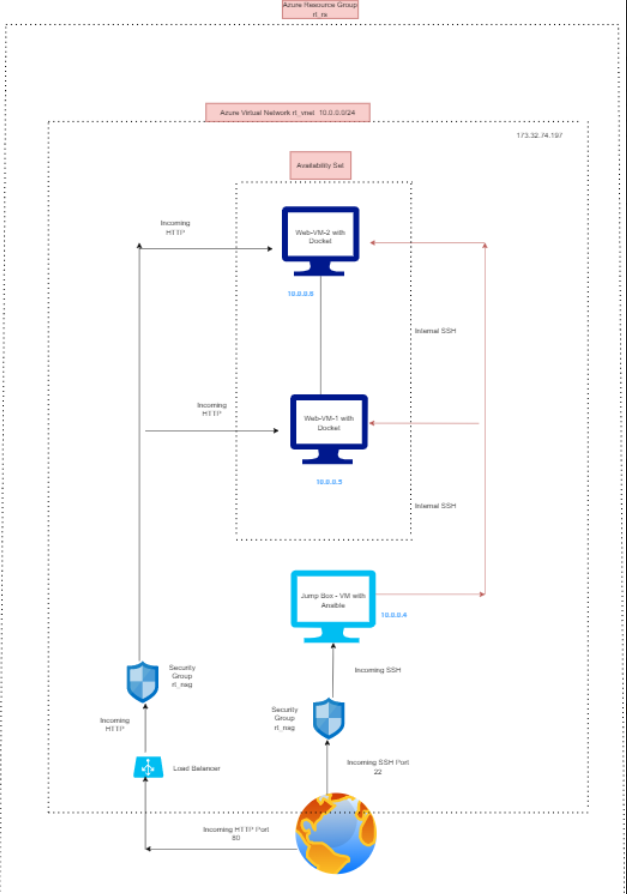 Azure Resource Group
rl_rs
Azure Virtual Network rl_vnet 10.0.0.0/24
173.32.74.197
Availability Set
Incoming
HTTP
Web-VM-2 with
Docket
10.0.0.6
Internal SSH
Incoming
HTTP
Web-VM-1 with
Docket
10.0.0.5
Internal SSH
Jump Box - VM with
Ansible
10.0.0.4
Security
Group
rl_nsg
Incoming SSH
Incoming
HTTP
Security
Group
rl_nsg
Load Balancer
Incoming SSH Port
22
Incoming HTTP Port
80